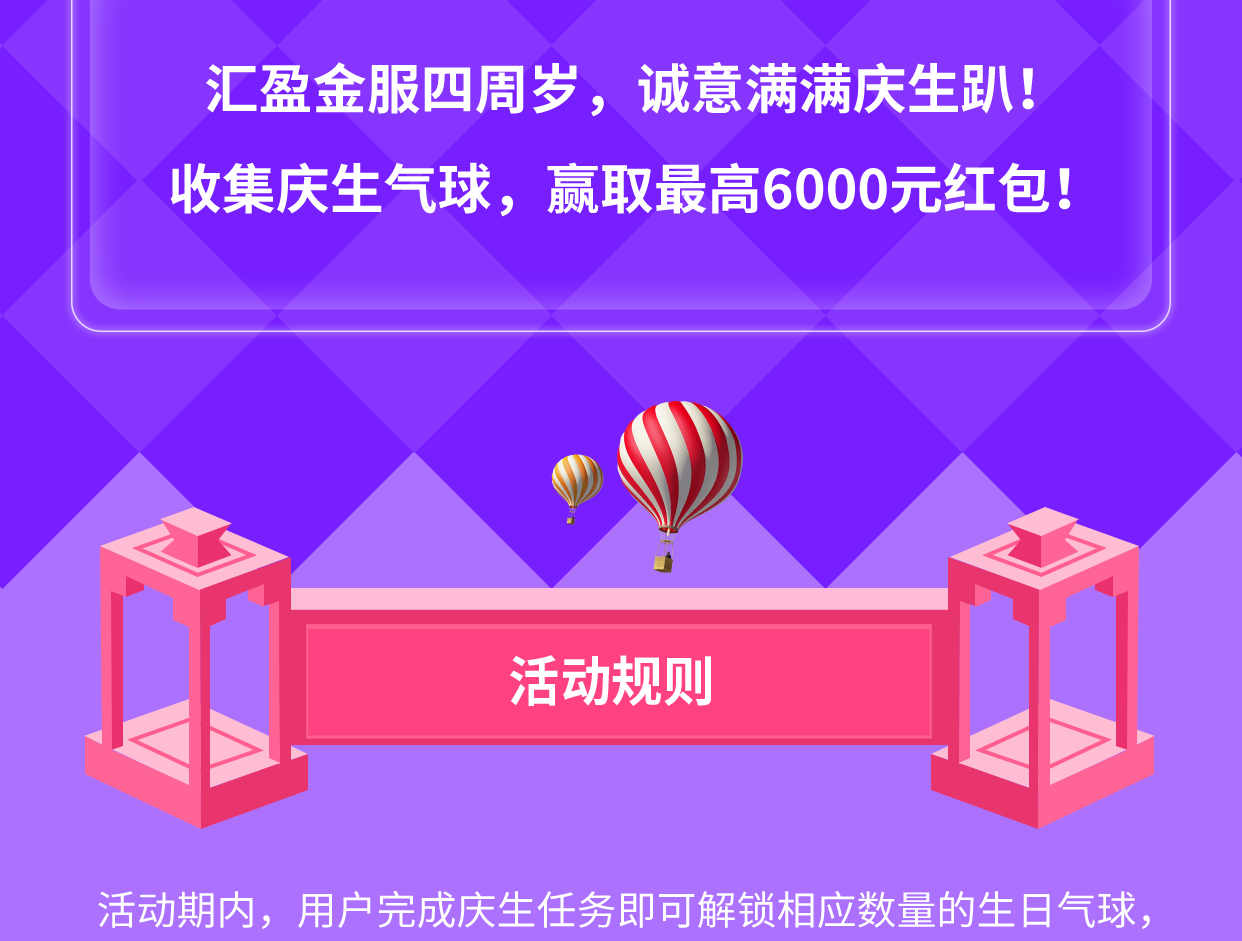 汇盈金服四周岁，诚意满满庆生趴！
收集庆生气球，赢取最高6000元红包！
活动规则
活动期内，用户完成庆生任务即可解锁相应数量的生日气球，